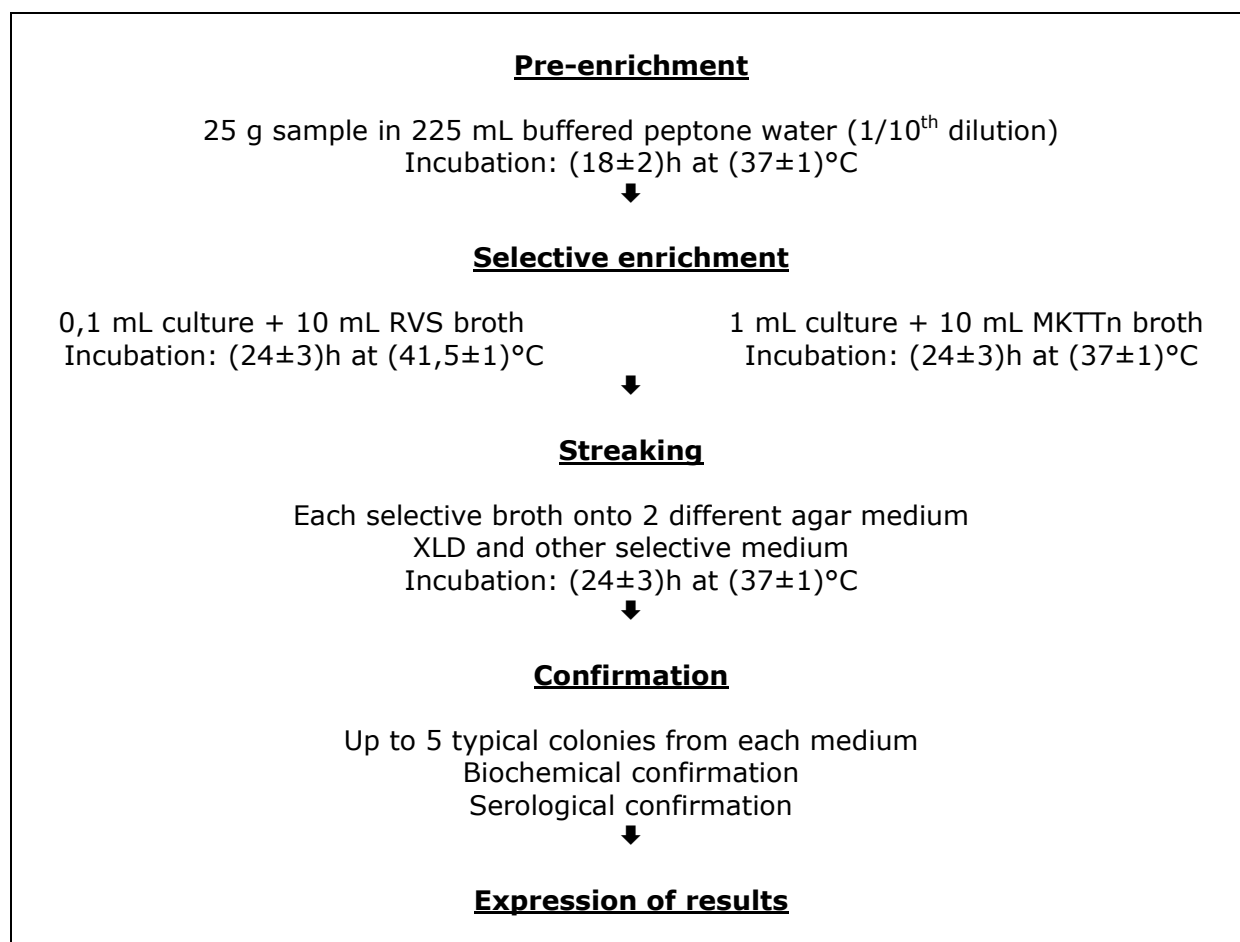 Pre-enrichment
25 g sample in 225 mL buffered peptone water (1/10th dilution)
Incubation: (18±2)h at (37±1)°C
Selective enrichment
0,1 mL culture + 10 mL RVS broth
Incubation: (24±3)h at (41,5±1)°C
1 mL culture + 10 mL MKTTn broth
Incubation: (24±3)h at (37±1)°C
Streaking
Each selective broth onto 2 different agar medium
XLD and other selective medium
Incubation: (24±3)h at (37±1)°C
Confirmation
Up to 5 typical colonies from each medium
Biochemical confirmation
Serological confirmation
Expression of results